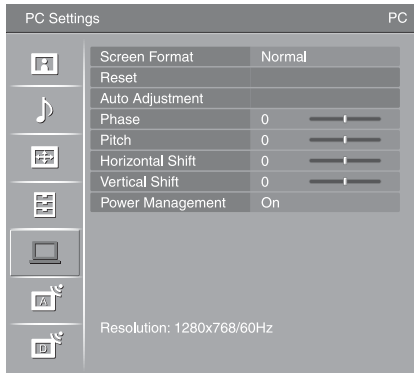 PC Settings PC
Screen Format Normal
Reset
Auto Adjustment
Phase 0
Pitch 0
Horizontal Shift 0
Vertical Shift 0
Power Management On
A
D
Resolution: 1280x768/60Hz